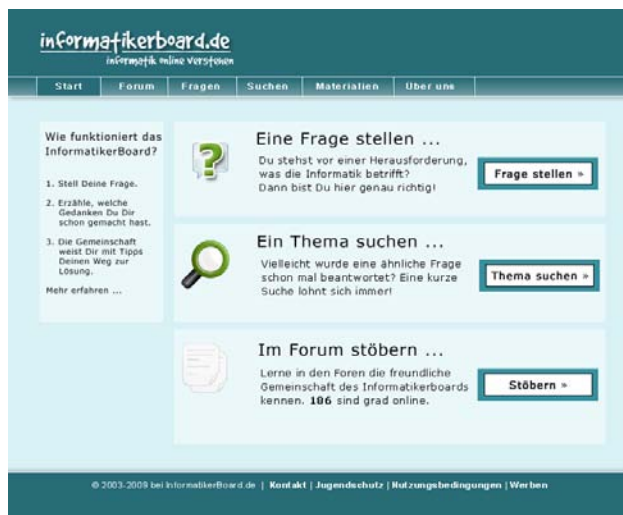 informatikerboard.de
informatik online verstehen
Start Forum Fragen Suchen Materialien Über uns
Wie funktioniert das
InformatikerBoard?
1. Stell Deine Frage.
2. Erzähle, welche
Gedanken Du Dir
schon gemacht hast.
3. Die Gemeinschaft
weist Dir mit Tipps
Deinen Weg zur
Lösung.
Mehr erfahren ...
Eine Frage stellen ...
Du stehst vor einer Herausforderung,
was die Informatik betrifft?
Dann bist Du hier genau richtig!
Frage stellen »
Ein Thema suchen ...
Vielleicht wurde eine ähnliche Frage
schon mal beantwortet? Eine kurze
Suche lohnt sich immer!
Thema suchen »
Im Forum stöbern ...
Lerne in den Foren die freundliche
Gemeinschaft des Informatikerboards
kennen. 106 sind grad online.
Stöbern »
© 2003-2009 bei InformatikerBoard.de | Kontakt | Jugendschutz | Nutzungsbedingungen | Werben